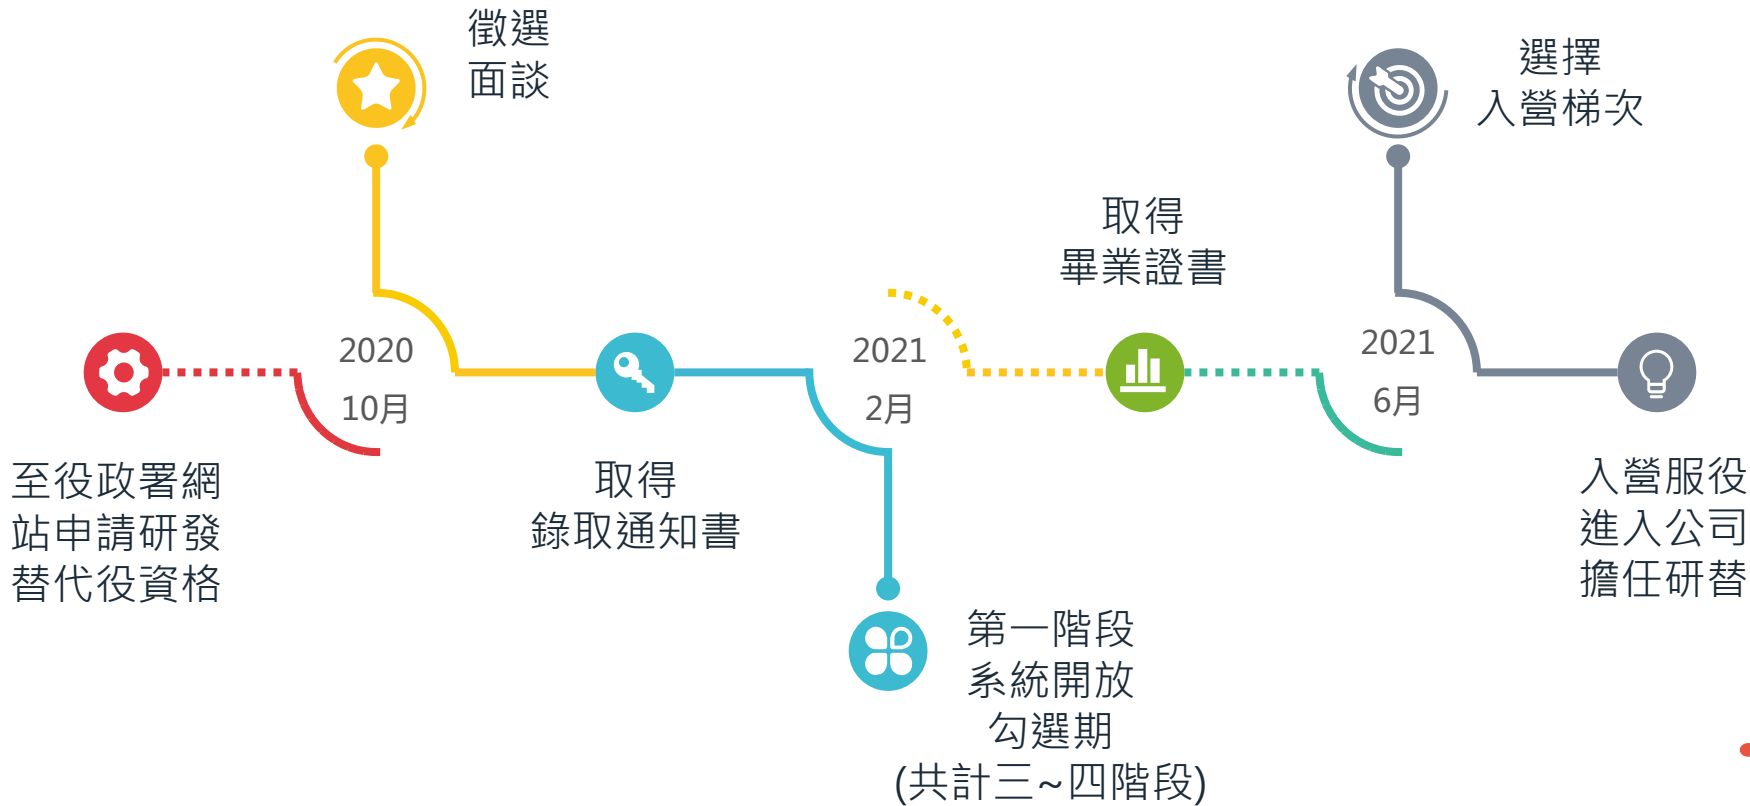 徵選
面談
選擇
入營梯次
取得
畢業證書
2020
10月
2021
2月
2021
6月
至役政署網
站申請研發
替代役資格
取得
錄取通知書
入營服役
進入公司
擔任研替
第一階段
系統開放
勾選期
(共計三~四階段)